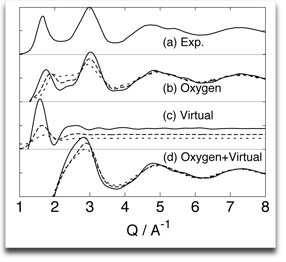 (a) Exp.
(b) Oxygen
(c) Virtual
(d) Oxygen+Virtual
1 2 3 4 5 6 7 8
Q / A⁻¹